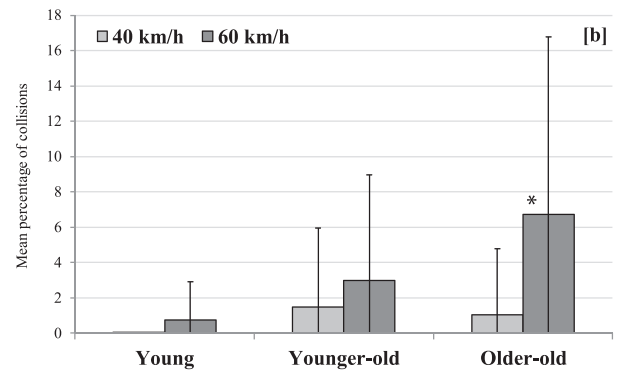 18
16
14
12
10
8
6
4
2
0
Mean percentage of collisions
40 km/h 60 km/h
[b]
*
Young Younger-old Older-old